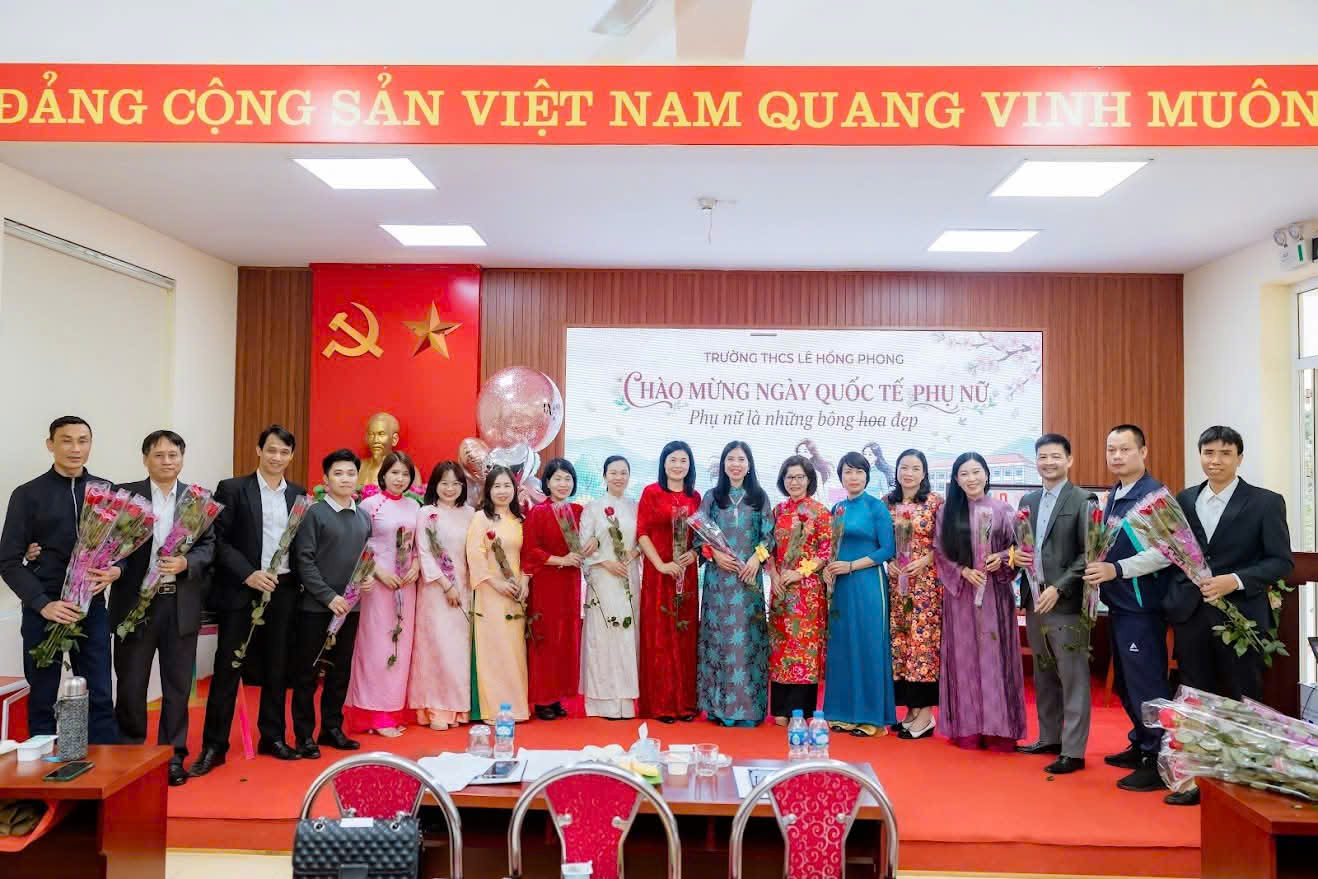 ĐẢNG CỘNG SẢN VIỆT NAM QUANG VINH MUÔN
TRƯỜNG THCS LÊ HỒNG PHONG
CHÀO MỪNG NGÀY QUỐC TẾ PHỤ NỮ
Phụ nữ là những bông hoa đẹp